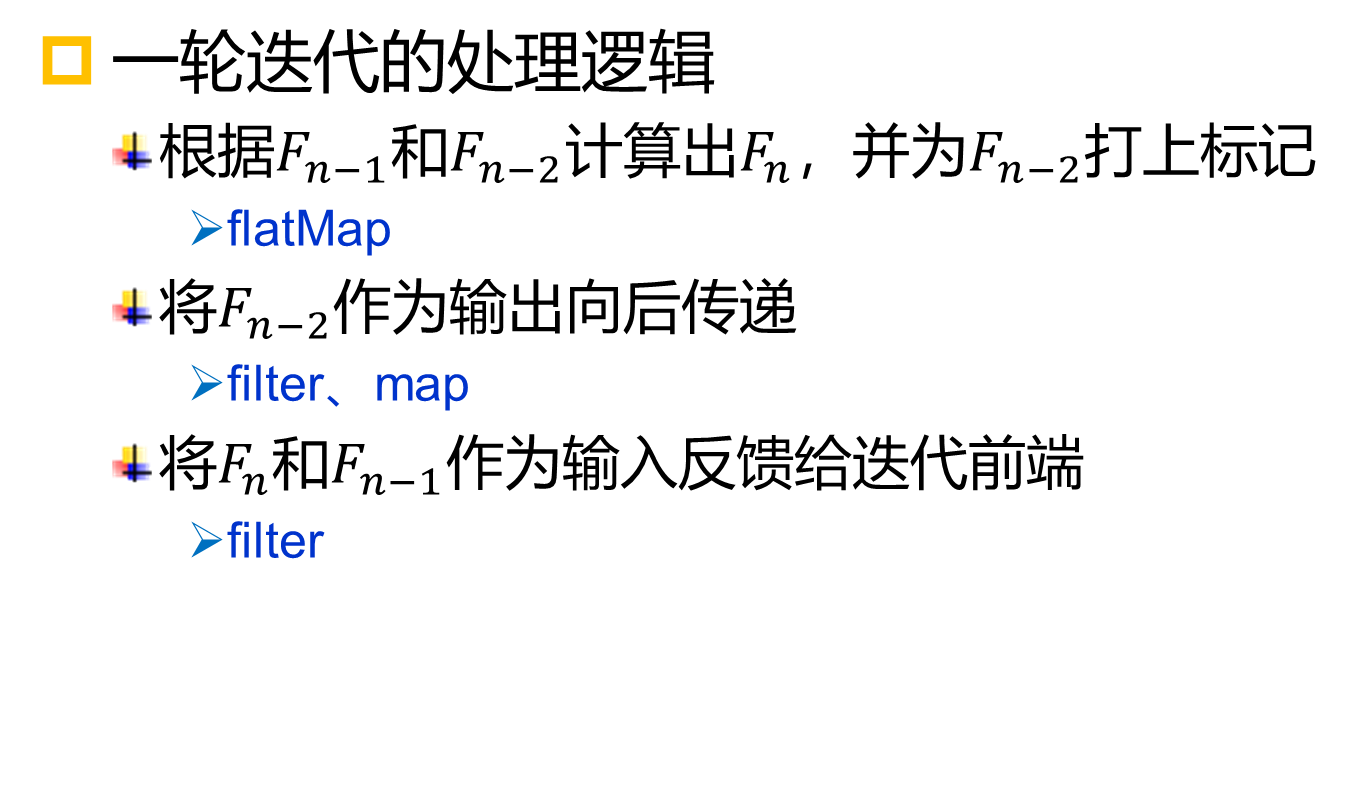 一轮迭代的处理逻辑
根据Fn−1和Fn−2计算出Fn，并为Fn−2打上标记
flatMap
将Fn−2作为输出向后传递
filter、map
将Fn和Fn−1作为输入反馈给迭代前端
filter